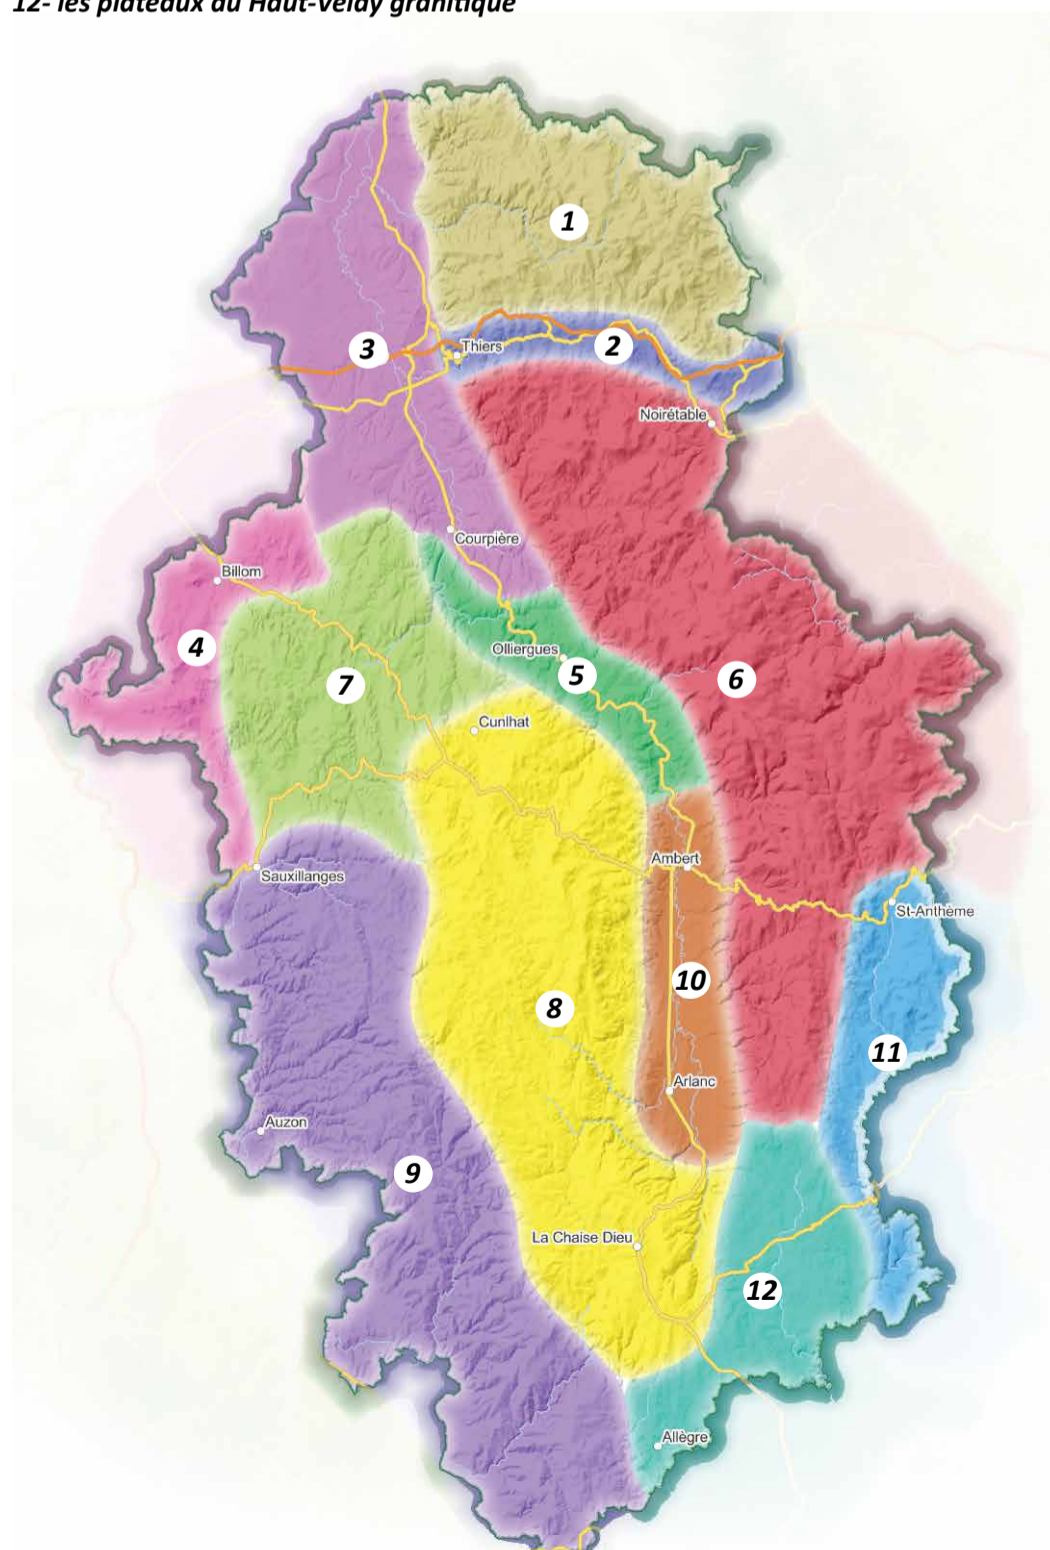 12- les plateaux du Haut-Velay granitique
1
2
Thiers
3
Noirétable
Courpière
Billom
4
Olliergues
5
6
7
Cunlhat
Ambert
Sauxillanges
St-Anthème
10
8
11
Arlanc
Auzon
9
La Chaise Dieu
12
Allègre